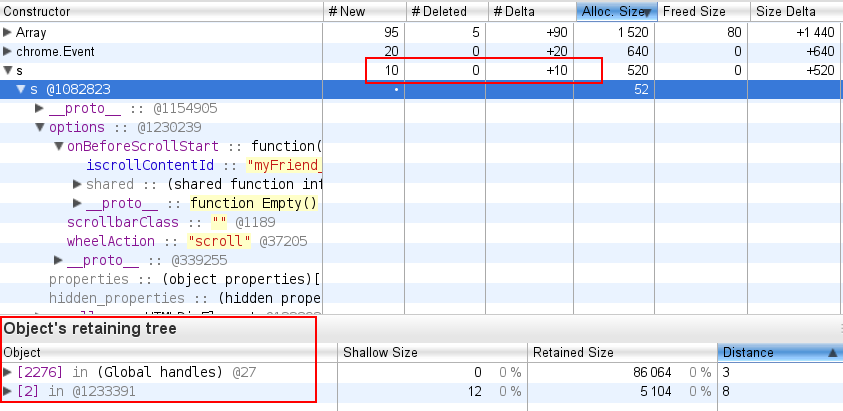 Constructor # New # Deleted # Delta Alloc. Size Freed Size Size Delta
Array 95 5 +90 1 520 80 +1 440
chrome.Event 20 0 +20 640 0 +640
s 10 0 +10 520 0 +520
s @1082823 • 52
__proto__ :: @1154905
options :: @1230239
onBeforeScrollStart :: function(
iscrollContentId :: "myFriend_
shared :: (shared function inf
__proto__ :: function Empty()
scrollbarClass :: "" @1189
wheelAction :: "scroll" @37205
__proto__ :: @339255
properties :: (object properties)[
hidden_properties :: (hidden prope
Object's retaining tree
Object Shallow Size Retained Size Distance
[2276] in (Global handles) @27 0 0 % 86 064 0 % 3
[2] in @1233391 12 0 % 5 104 0 % 8